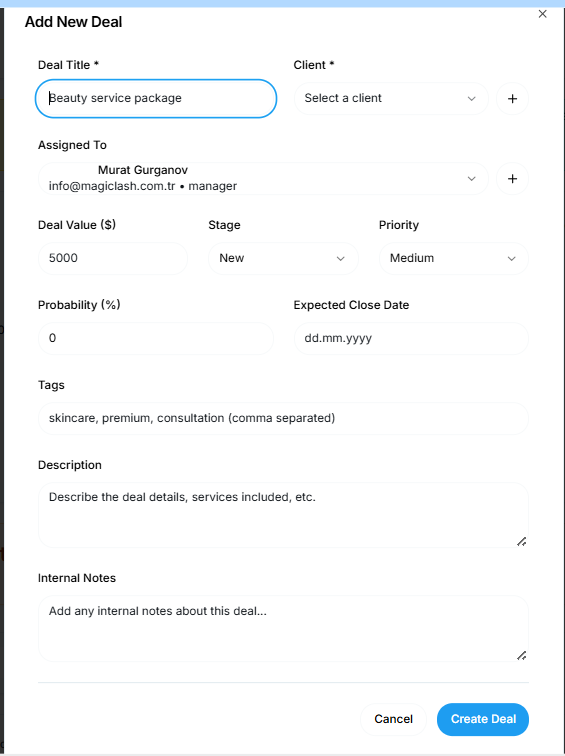 Add New Deal
Deal Title *
Client *
Beauty service package
Select a client
Assigned To
Murat Gurganov
info@magiclash.com.tr • manager
Deal Value ($)
Stage
Priority
5000
New
Medium
Probability (%)
Expected Close Date
0
dd.mm.yyyy
Tags
skincare, premium, consultation (comma separated)
Description
Describe the deal details, services included, etc.
Internal Notes
Add any internal notes about this deal...
Cancel
Create Deal